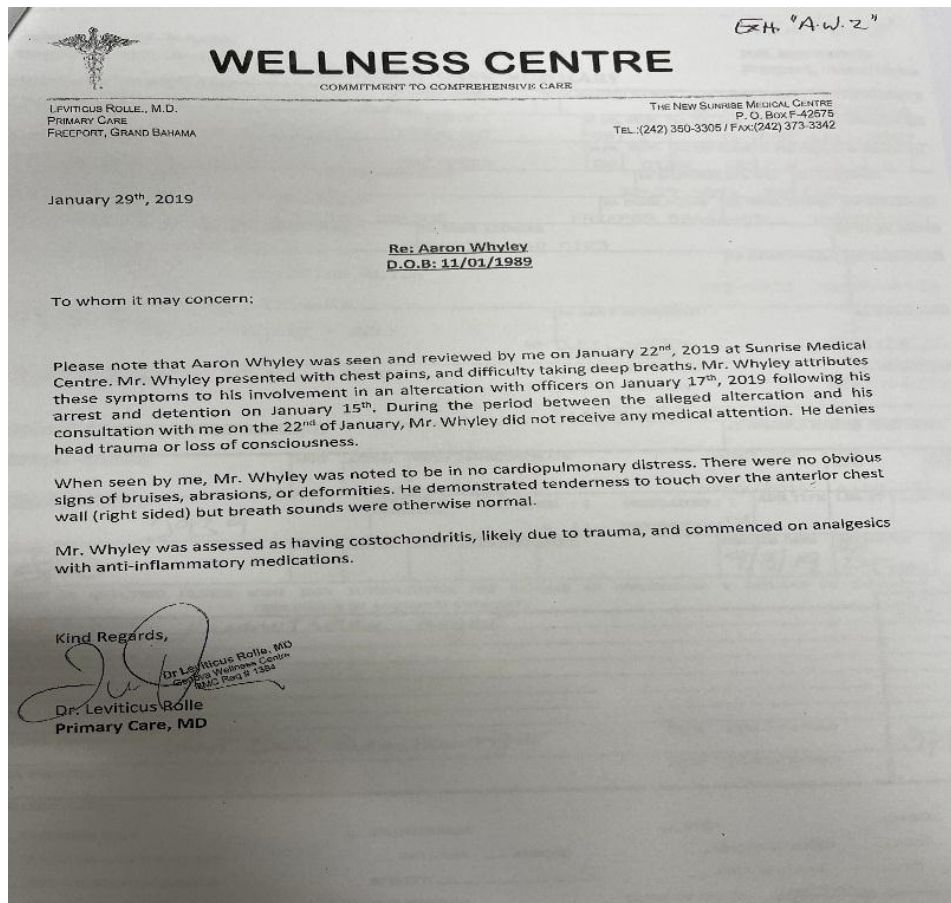 EXH. "A.W.2"
WELLNESS CENTRE
COMMITMENT TO COMPREHENSIVE CARE
LEVITICUS ROLLE., M.D.
PRIMARY CARE
FREEPORT, GRAND BAHAMA
THE NEW SUNRISE MEDICAL CENTRE
P. O. BOX F-42575
TEL.:(242) 350-3305 / FAX:(242) 373-3342
January 29th, 2019
Re: Aaron Whyley
D.O.B: 11/01/1989
To whom it may concern;
Please note that Aaron Whyley was seen and reviewed by me on January 22nd, 2019 at Sunrise Medical
Centre. Mr. Whyley presented with chest pains, and difficulty taking deep breaths. Mr. Whyley attributes
these symptoms to his involvement in an altercation with officers on January 17th, 2019 following his
arrest and detention on January 15th. During the period between the alleged altercation and his
consultation with me on the 22nd of January, Mr. Whyley did not receive any medical attention. He denies
head trauma or loss of consciousness.
When seen by me, Mr. Whyley was noted to be in no cardiopulmonary distress. There were no obvious
signs of bruises, abrasions, or deformities. He demonstrated tenderness to touch over the anterior chest
wall (right sided) but breath sounds were otherwise normal.
Mr. Whyley was assessed as having costochondritis, likely due to trauma, and commenced on analgesics
with anti-inflammatory medications.
Kind Regards,
Dr Leviticus Rolle, MD
Wellness Centre
Reg # 1384
Dr. Leviticus Rolle
Primary Care, MD